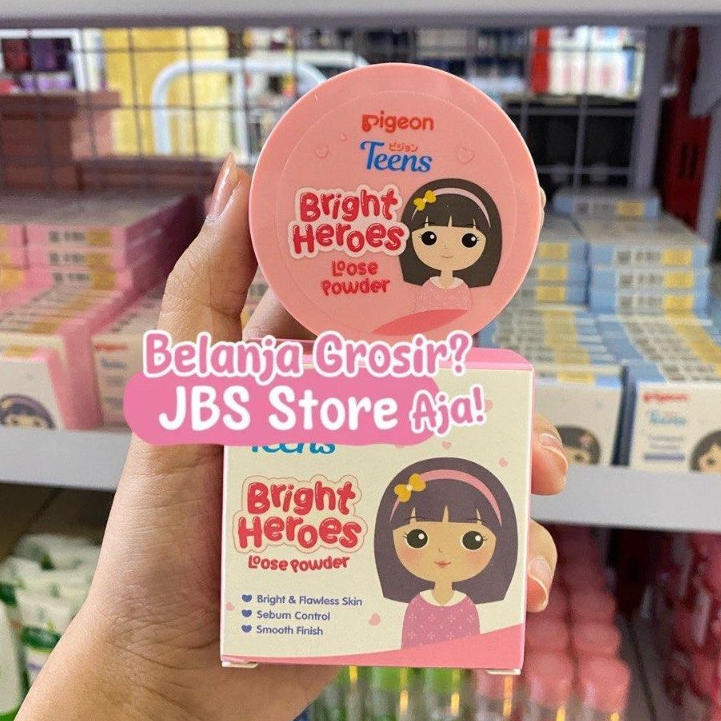 Pigeon
ピジョン
Teens
Bright
Heroes
Loose
Powder
Belanja Grosir?
JBS Store Aja!
Teens
Bright
Heroes
Loose Powder
Bright & Flawless Skin
Sebum Control
Smooth Finish